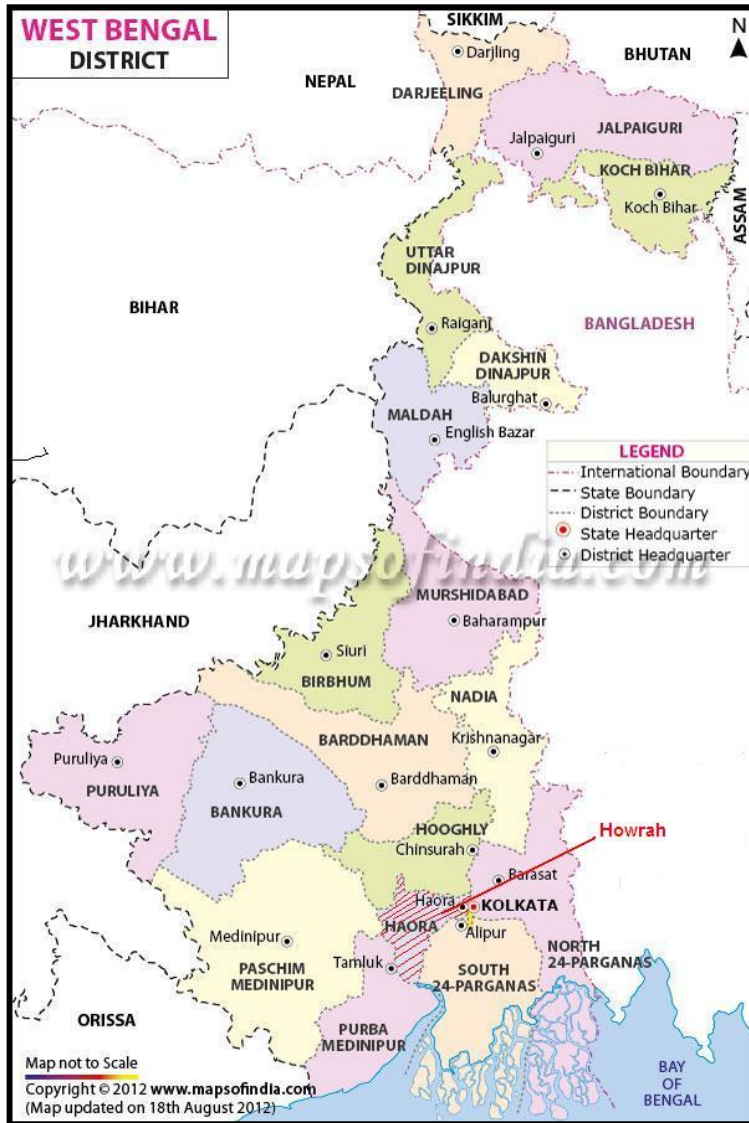 WEST BENGAL
DISTRICT
SIKKIM
N
Darjling
BHUTAN
NEPAL
DARJEELING
JALPAIGURI
Jalpaiguri
KOCH BIHAR
Koch Bihar
ASSAM
UTTAR
DINAJPUR
BIHAR
BANGLADESH
Raiganj
DAKSHIN
DINAJPUR
Balurghat
MALDAH
English Bazar
LEGEND
International Boundary
State Boundary
District Boundary
State Headquarter
District Headquarter
www.mapsofindia.com
MURSHIDABAD
Baharampur
JHARKHAND
Siuri
BIRBHUM
NADIA
BARDDHAMAN
Krishnanagar
Puruliya
PURULIYA
Bankura
BANKURA
Barddhaman
HOOGHLY
Howrah
Chinsurah
Barasat
Haora
KOLKATA
HAORA
Alipur
Medinipur
Tamluk
PASCHIM
MEDINIPUR
SOUTH
24-PARGANAS
NORTH
24-PARGANAS
ORISSA
PURBA
MEDINIPUR
BAY
OF
BENGAL
Map not to Scale
Copyright © 2012 www.mapsofindia.com
(Map updated on 18th August 2012)